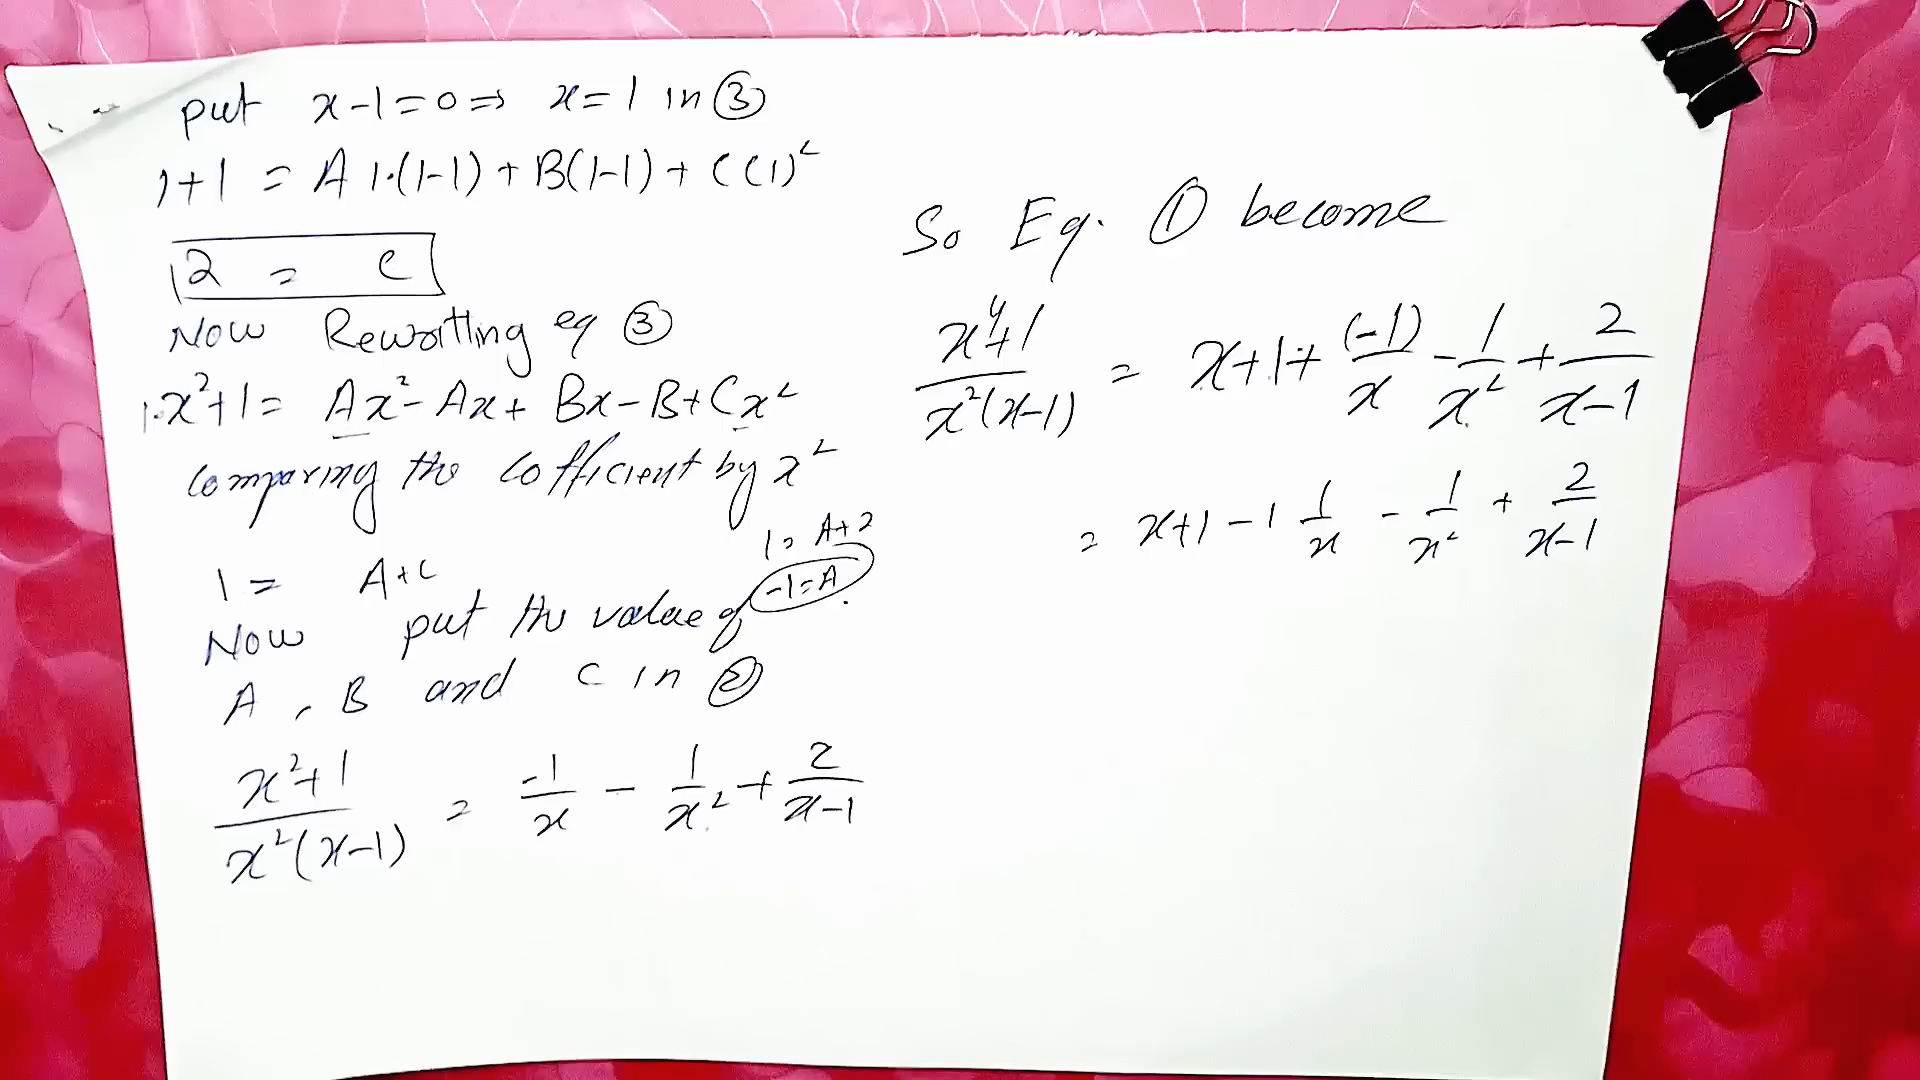 put x-1=0⇒ x=1 in ③
1+1 = A 1.(1-1) + B(1-1) + C(1)²
2 = C
Now Rewritting eq ③
1.x²+1 = Ax²-Ax+Bx-B+Cx²
Comparing the cofficient by x²
1 = A+C
1 = A+2
-1=A
Now put the value of
A, B and C in ②
x²+1 / x²(x-1) = -1/x - 1/x² + 2/x-1
So Eq. ① become
x⁴+1 / x²(x-1) = x+1+ (-1)/x - 1/x² + 2/x-1
= x+1-1 1/x - 1/x² + 2/x-1